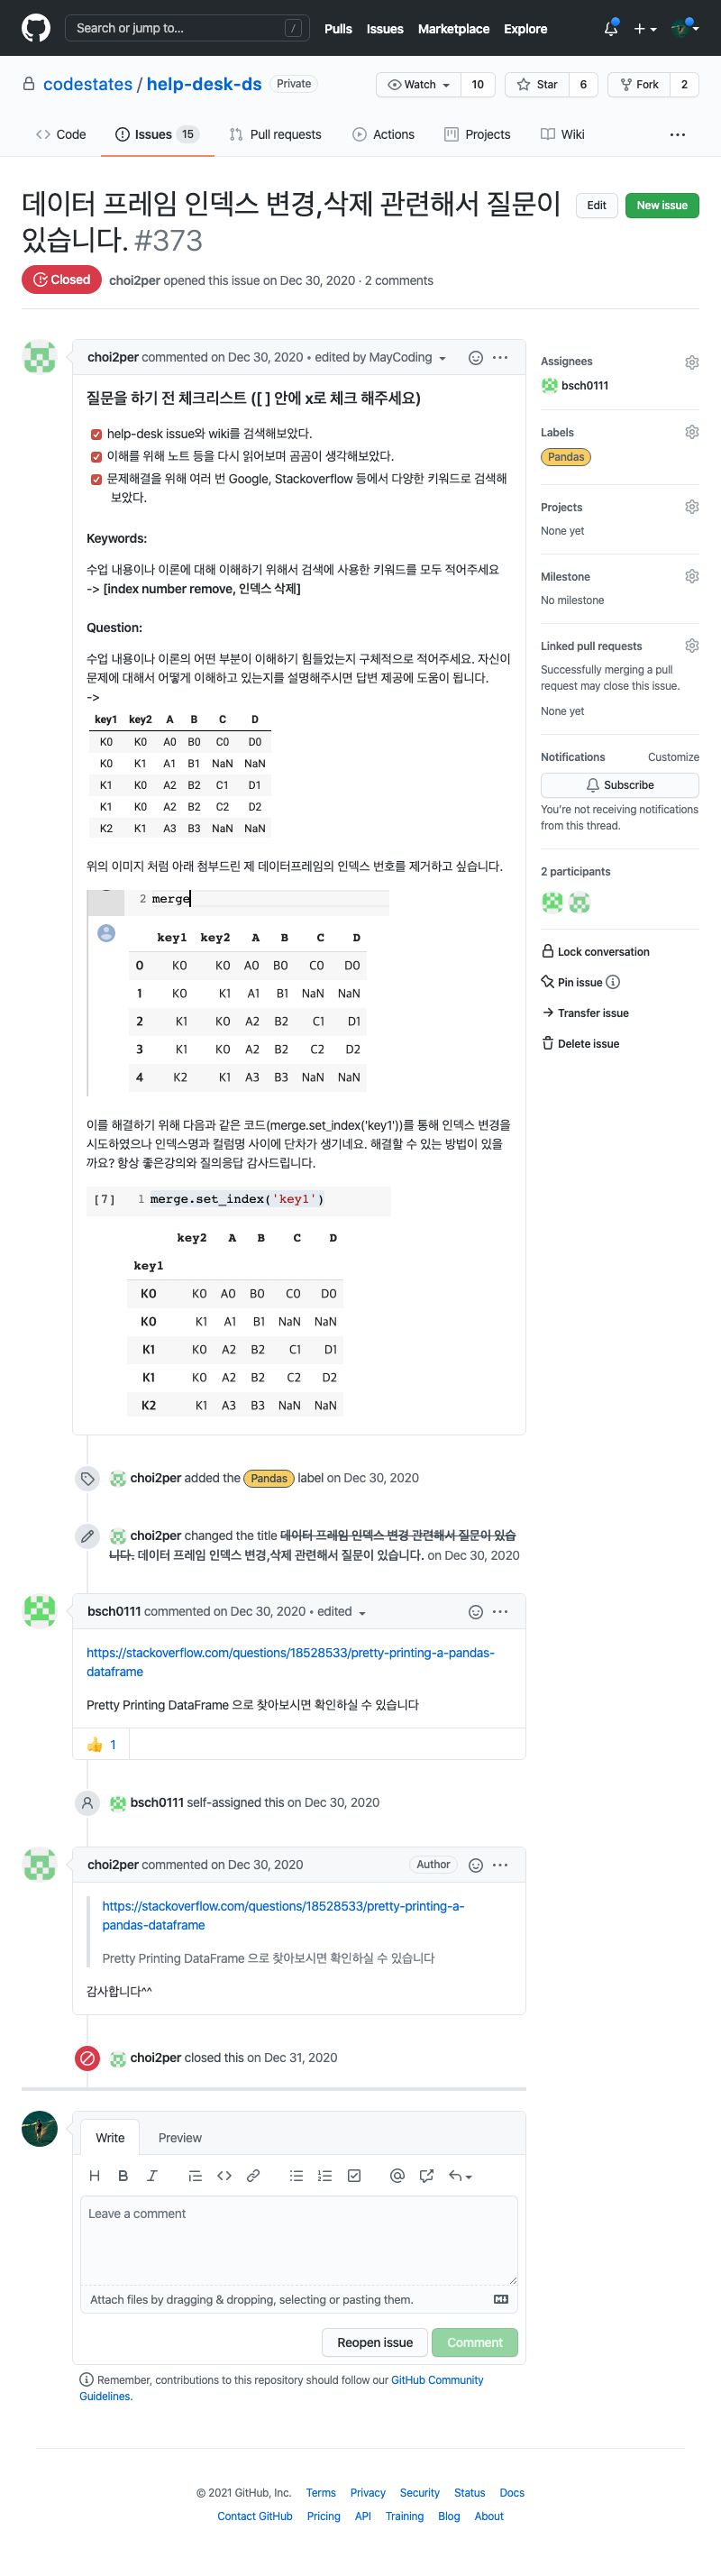 Search or jump to... /
Pulls Issues Marketplace Explore
codestates / help-desk-ds Private
Watch 10 Star 6 Fork 2
Code Issues 15 Pull requests Actions Projects Wiki
데이터 프레임 인덱스 변경,삭제 관련해서 질문이
있습니다. #373
Edit New issue
Closed choi2per opened this issue on Dec 30, 2020 · 2 comments
choi2per commented on Dec 30, 2020 • edited by MayCoding
질문을 하기 전 체크리스트 ([ ] 안에 x로 체크 해주세요)
help-desk issue와 wiki를 검색해보았다.
이해를 위해 노트 등을 다시 읽어보며 곰곰이 생각해보았다.
문제해결을 위해 여러 번 Google, Stackoverflow 등에서 다양한 키워드로 검색해
보았다.
Keywords:
수업 내용이나 이론에 대해 이해하기 위해서 검색에 사용한 키워드를 모두 적어주세요
-> [index number remove, 인덱스 삭제]
Question:
수업 내용이나 이론의 어떤 부분이 이해하기 힘들었는지 구체적으로 적어주세요. 자신이
문제에 대해서 어떻게 이해하고 있는지를 설명해주시면 답변 제공에 도움이 됩니다.
->
key1 key2 A B C D
K0 K0 A0 B0 C0 D0
K0 K1 A1 B1 NaN NaN
K1 K0 A2 B2 C1 D1
K1 K0 A2 B2 C2 D2
K2 K1 A3 B3 NaN NaN
위의 이미지 처럼 아래 첨부드린 제 데이터프레임의 인덱스 번호를 제거하고 싶습니다.
2 merge
key1 key2 A B C D
0 K0 K0 A0 B0 C0 D0
1 K0 K1 A1 B1 NaN NaN
2 K1 K0 A2 B2 C1 D1
3 K1 K0 A2 B2 C2 D2
4 K2 K1 A3 B3 NaN NaN
이를 해결하기 위해 다음과 같은 코드(merge.set_index('key1'))를 통해 인덱스 변경을
시도하였으나 인덱스명과 컬럼명 사이에 단차가 생기네요. 해결할 수 있는 방법이 있을
까요? 항상 좋은강의와 질의응답 감사드립니다.
[7] 1 merge.set_index('key1')
key2 A B C D
key1
K0 K0 A0 B0 C0 D0
K0 K1 A1 B1 NaN NaN
K1 K0 A2 B2 C1 D1
K1 K0 A2 B2 C2 D2
K2 K1 A3 B3 NaN NaN
choi2per added the Pandas label on Dec 30, 2020
choi2per changed the title 데이터 프레임 인덱스 변경 관련해서 질문이 있습
니다. 데이터 프레임 인덱스 변경,삭제 관련해서 질문이 있습니다. on Dec 30, 2020
bsch0111 commented on Dec 30, 2020 • edited
https://stackoverflow.com/questions/18528533/pretty-printing-a-pandas-
dataframe
Pretty Printing DataFrame 으로 찾아보시면 확인하실 수 있습니다
👍 1
bsch0111 self-assigned this on Dec 30, 2020
choi2per commented on Dec 30, 2020 Author
https://stackoverflow.com/questions/18528533/pretty-printing-a-
pandas-dataframe
Pretty Printing DataFrame 으로 찾아보시면 확인하실 수 있습니다
감사합니다^^
choi2per closed this on Dec 31, 2020
Assignees
bsch0111
Labels
Pandas
Projects
None yet
Milestone
No milestone
Linked pull requests
Successfully merging a pull
request may close this issue.
None yet
Notifications Customize
Subscribe
You're not receiving notifications
from this thread.
2 participants
Lock conversation
Pin issue
Transfer issue
Delete issue
Write Preview
Leave a comment
Attach files by dragging & dropping, selecting or pasting them.
Reopen issue Comment
Remember, contributions to this repository should follow our GitHub Community
Guidelines.
© 2021 GitHub, Inc. Terms Privacy Security Status Docs
Contact GitHub Pricing API Training Blog About